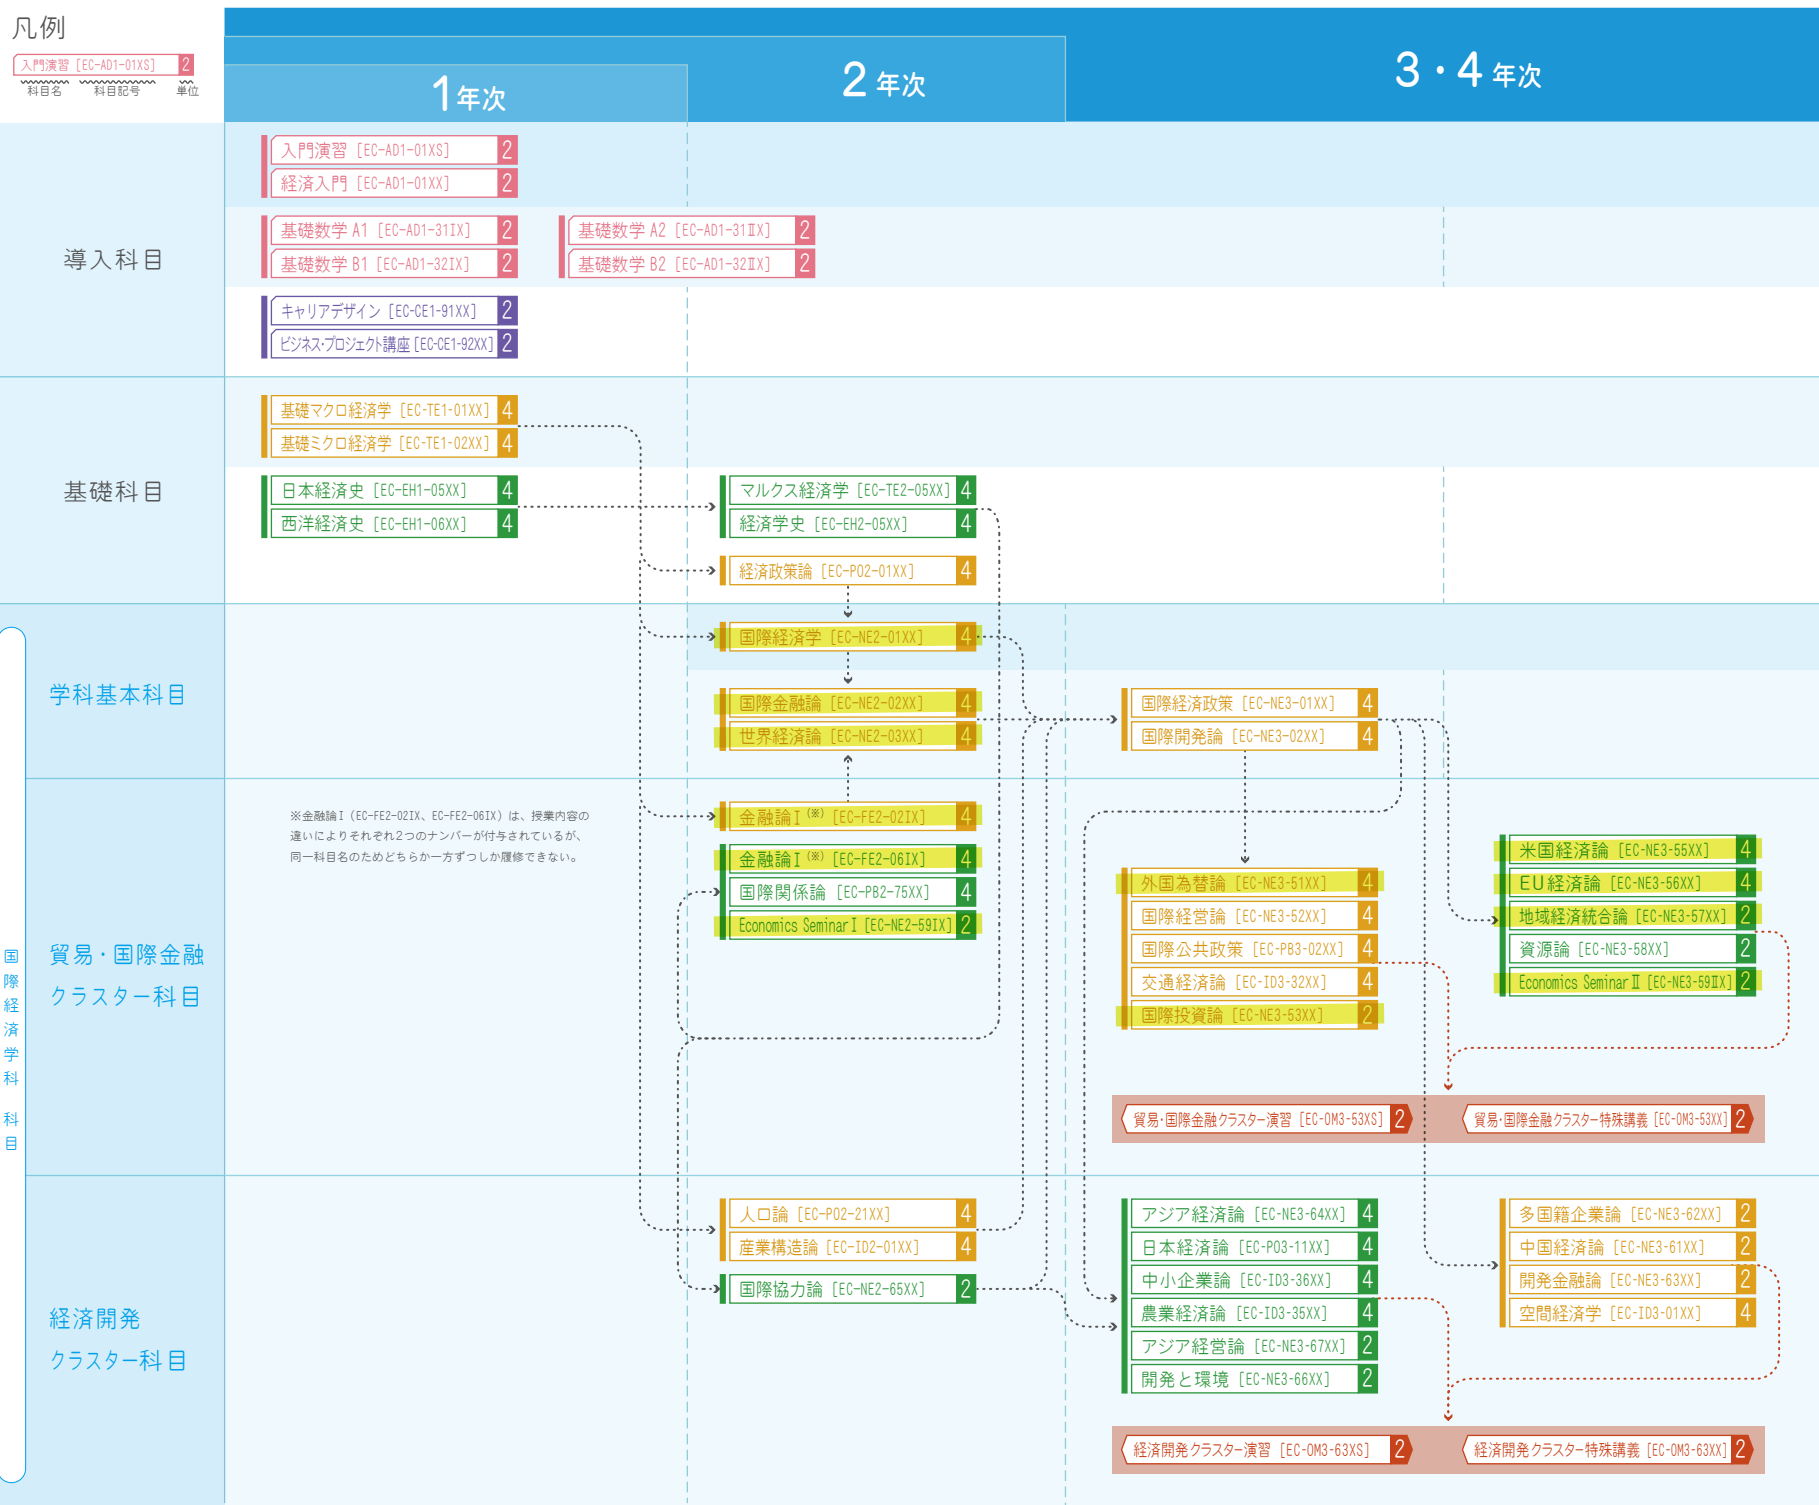 凡例
入門演習 [EC-AD1-01XS] 2
科目名 科目記号 単位
1年次
2年次
3・4年次
導入科目
入門演習 [EC-AD1-01XS] 2
経済入門 [EC-AD1-01XX] 2
基礎数学 A1 [EC-AD1-31IX] 2
基礎数学 B1 [EC-AD1-32IX] 2
基礎数学 A2 [EC-AD1-31ⅡX] 2
基礎数学 B2 [EC-AD1-32ⅡX] 2
キャリアデザイン [EC-CE1-91XX] 2
ビジネス・プロジェクト講座 [EC-CE1-92XX] 2
基礎科目
基礎マクロ経済学 [EC-TE1-01XX] 4
基礎ミクロ経済学 [EC-TE1-02XX] 4
日本経済史 [EC-EH1-05XX] 4
西洋経済史 [EC-EH1-06XX] 4
マルクス経済学 [EC-TE2-05XX] 4
経済学史 [EC-EH2-05XX] 4
経済政策論 [EC-PO2-01XX] 4
国際経済学科 科目
学科基本科目
国際経済学 [EC-NE2-01XX] 4
国際金融論 [EC-NE2-02XX] 4
世界経済論 [EC-NE2-03XX] 4
国際経済政策 [EC-NE3-01XX] 4
国際開発論 [EC-NE3-02XX] 4
貿易・国際金融
クラスター科目
※金融論Ⅰ (EC-FE2-02IX、EC-FE2-06IX) は、授業内容の
違いによりそれぞれ2つのナンバーが付与されているが、
同一科目名のためどちらか一方ずつしか履修できない。
金融論Ⅰ(※) [EC-FE2-02IX] 4
金融論Ⅰ(※) [EC-FE2-06IX] 4
国際関係論 [EC-PB2-75XX] 4
Economics SeminarⅠ [EC-NE2-59IX] 2
外国為替論 [EC-NE3-51XX] 4
国際経営論 [EC-NE3-52XX] 4
国際公共政策 [EC-PB3-02XX] 4
交通経済論 [EC-ID3-32XX] 4
国際投資論 [EC-NE3-53XX] 2
米国経済論 [EC-NE3-55XX] 4
EU経済論 [EC-NE3-56XX] 4
地域経済統合論 [EC-NE3-57XX] 2
資源論 [EC-NE3-58XX] 2
Economics SeminarⅡ [EC-NE3-59ⅡX] 2
貿易・国際金融クラスター演習 [EC-OM3-53XS] 2
貿易・国際金融クラスター特殊講義 [EC-OM3-53XX] 2
経済開発
クラスター科目
人口論 [EC-PO2-21XX] 4
産業構造論 [EC-ID2-01XX] 4
国際協力論 [EC-NE2-65XX] 2
アジア経済論 [EC-NE3-64XX] 4
日本経済論 [EC-PO3-11XX] 4
中小企業論 [EC-ID3-36XX] 4
農業経済論 [EC-ID3-35XX] 4
アジア経営論 [EC-NE3-67XX] 2
開発と環境 [EC-NE3-66XX] 2
多国籍企業論 [EC-NE3-62XX] 2
中国経済論 [EC-NE3-61XX] 2
開発金融論 [EC-NE3-63XX] 2
空間経済学 [EC-ID3-01XX] 4
経済開発クラスター演習 [EC-OM3-63XS] 2
経済開発クラスター特殊講義 [EC-OM3-63XX] 2